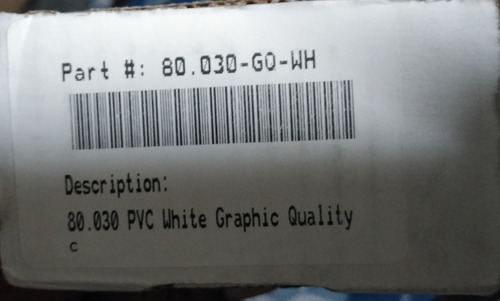 Part #: 80.030-GO-WH
Description:
80.030 PVC White Graphic Quality
c